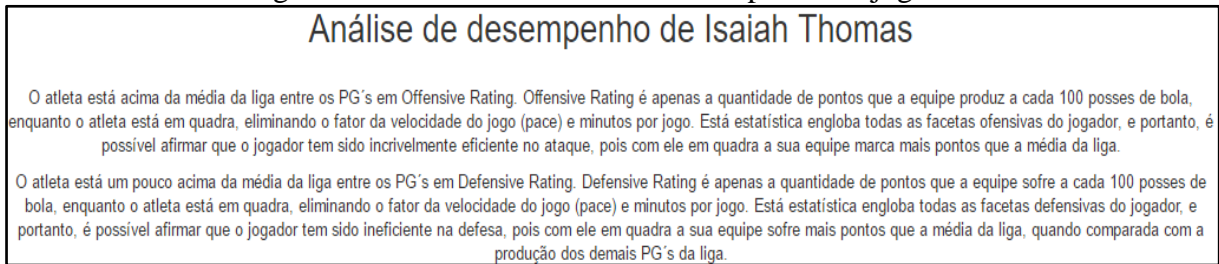 Análise de desempenho de Isaiah Thomas
O atleta está acima da média da liga entre os PG´s em Offensive Rating. Offensive Rating é apenas a quantidade de pontos que a equipe produz a cada 100 posses de bola,
enquanto o atleta está em quadra, eliminando o fator da velocidade do jogo (pace) e minutos por jogo. Está estatística engloba todas as facetas ofensivas do jogador, e portanto, é
possível afirmar que o jogador tem sido incrivelmente eficiente no ataque, pois com ele em quadra a sua equipe marca mais pontos que a média da liga.
O atleta está um pouco acima da média da liga entre os PG´s em Defensive Rating. Defensive Rating é apenas a quantidade de pontos que a equipe sofre a cada 100 posses de
bola, enquanto o atleta está em quadra, eliminando o fator da velocidade do jogo (pace) e minutos por jogo. Está estatística engloba todas as facetas defensivas do jogador, e
portanto, é possível afirmar que o jogador tem sido ineficiente na defesa, pois com ele em quadra a sua equipe sofre mais pontos que a média da liga, quando comparada com a
produção dos demais PG´s da liga.